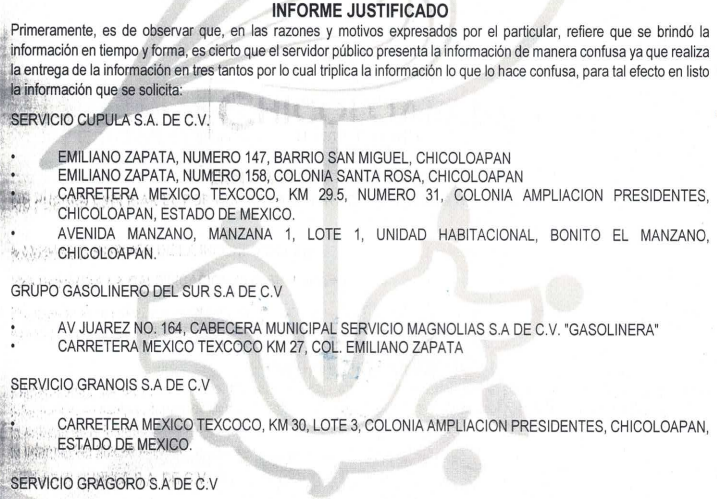 INFORME JUSTIFICADO
Primeramente, es de observar que, en las razones y motivos expresados por el particular, refiere que se brindó la
información en tiempo y forma, es cierto que el servidor público presenta la información de manera confusa ya que realiza
la entrega de la información en tres tantos por lo cual triplica la información lo que lo hace confusa, para tal efecto en listo
la información que se solicita:
SERVICIO CUPULA S.A. DE C.V.
• EMILIANO ZAPATA, NUMERO 147, BARRIO SAN MIGUEL, CHICOLOAPAN
• EMILIANO ZAPATA, NUMERO 158, COLONIA SANTA ROSA, CHICOLOAPAN
• CARRETERA MEXICO TEXCOCO, KM 29.5, NUMERO 31, COLONIA AMPLIACION PRESIDENTES,
CHICOLOAPAN, ESTADO DE MEXICO.
• AVENIDA MANZANO, MANZANA 1, LOTE 1, UNIDAD HABITACIONAL, BONITO EL MANZANO,
CHICOLOAPAN.
GRUPO GASOLINERO DEL SUR S.A DE C.V
• AV JUAREZ NO. 164, CABECERA MUNICIPAL SERVICIO MAGNOLIAS S.A DE C.V. "GASOLINERA"
• CARRETERA MEXICO TEXCOCO KM 27, COL. EMILIANO ZAPATA
SERVICIO GRANOIS S.A DE C.V
• CARRETERA MEXICO TEXCOCO, KM 30, LOTE 3, COLONIA AMPLIACION PRESIDENTES, CHICOLOAPAN,
ESTADO DE MEXICO.
SERVICIO GRAGORO S.A DE C.V